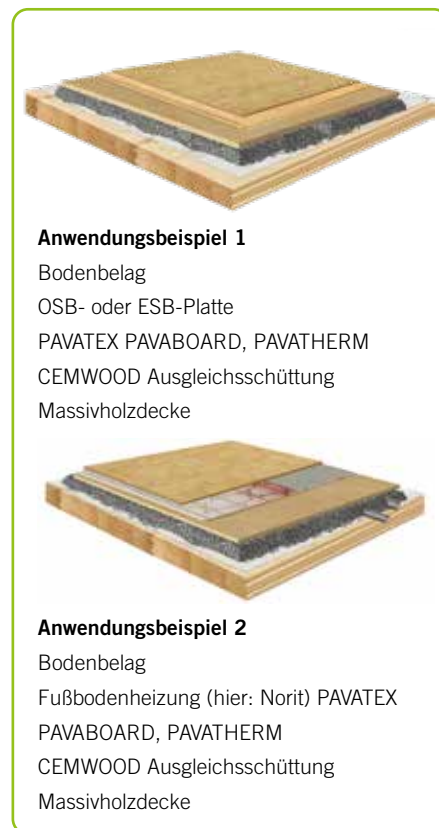 Anwendungsbeispiel 1
Bodenbelag
OSB- oder ESB-Platte
PAVATEX PAVABOARD, PAVATHERM
CEMWOOD Ausgleichsschüttung
Massivholzdecke
Anwendungsbeispiel 2
Bodenbelag
Fußbodenheizung (hier: Norit) PAVATEX
PAVABOARD, PAVATHERM
CEMWOOD Ausgleichsschüttung
Massivholzdecke